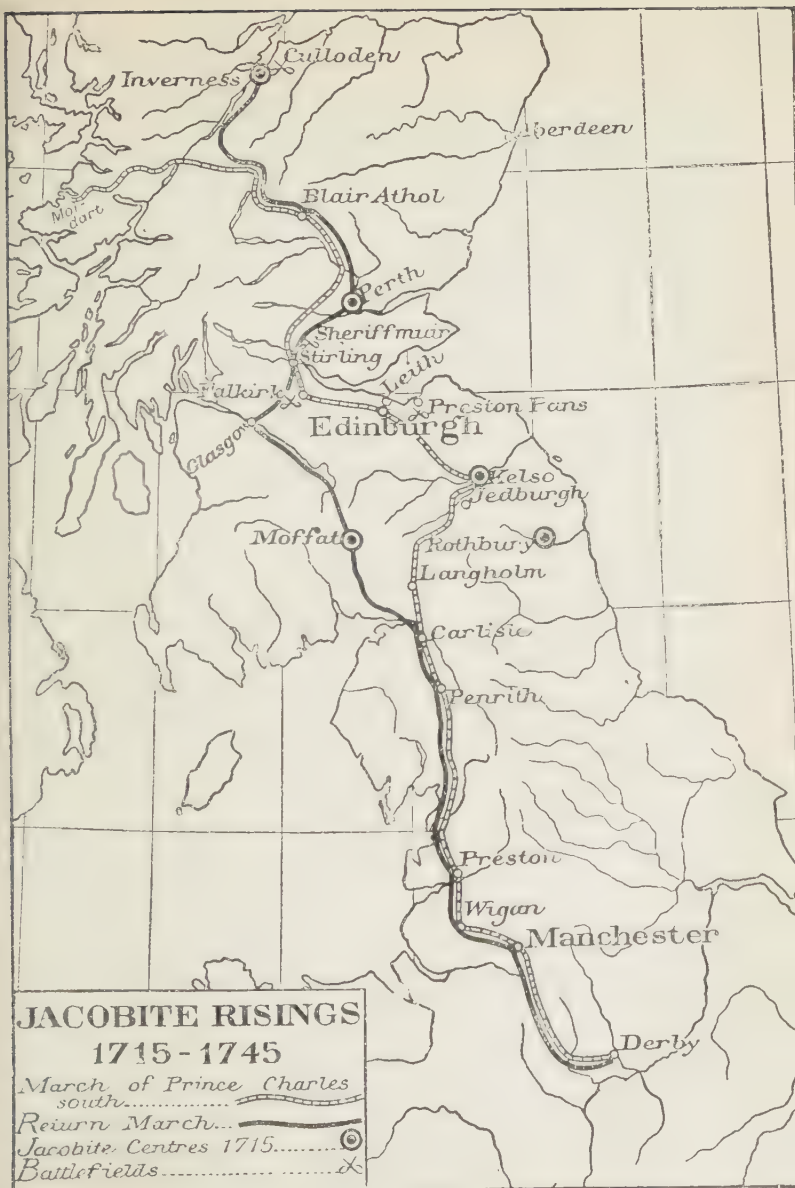 Culloden
Inverness
Aberdeen
Moi-
dart
Blair Athol
Perth
Sheriffmuir
Stirling
Leith
Falkirk
Preston Pans
Edinburgh
Glasgow
Kelso
Jedburgh
Moffat
Rothbury
Langholm
Carlisle
Penrith
Preston
Wigan
Manchester
Derby
JACOBITE RISINGS
1715-1745
March of Prince Charles
south..............
Return March...
Jacobite Centres 1715........
Battlefields..................